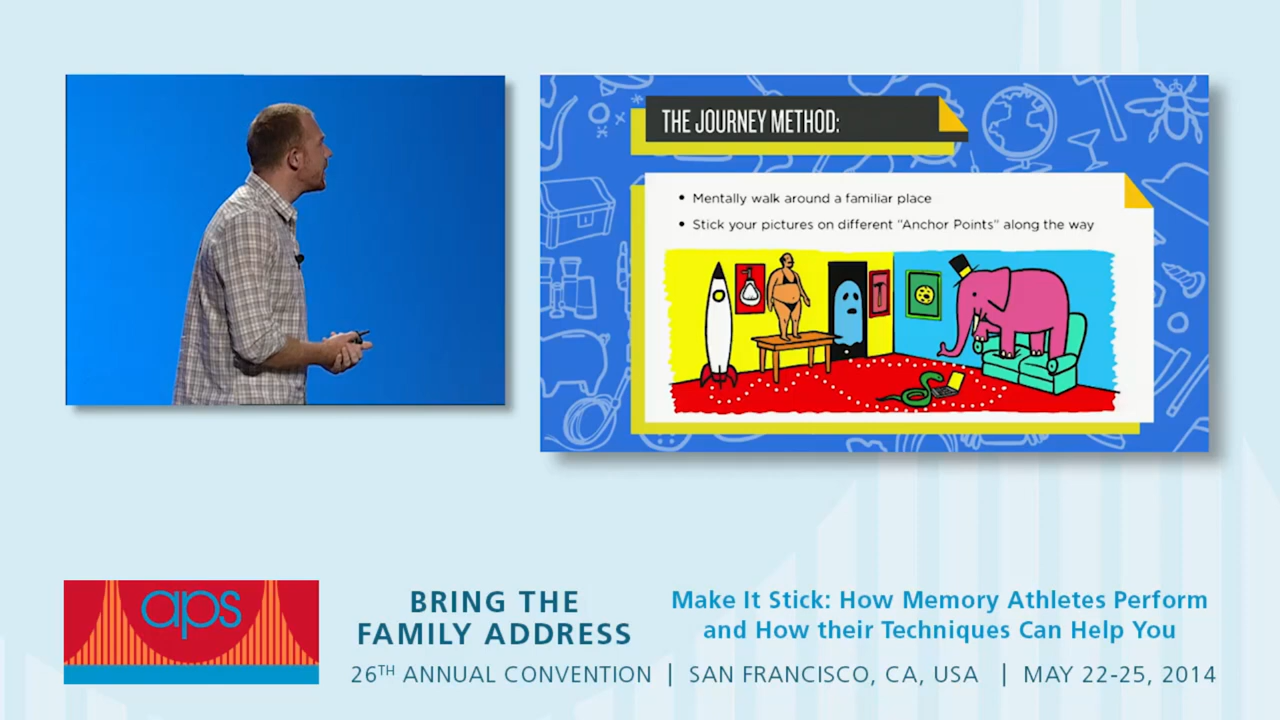 THE JOURNEY METHOD:
• Mentally walk around a familiar place
• Stick your pictures on different "Anchor Points" along the way
aps
BRING THE
FAMILY ADDRESS
Make It Stick: How Memory Athletes Perform
and How their Techniques Can Help You
26TH ANNUAL CONVENTION | SAN FRANCISCO, CA, USA | MAY 22-25, 2014